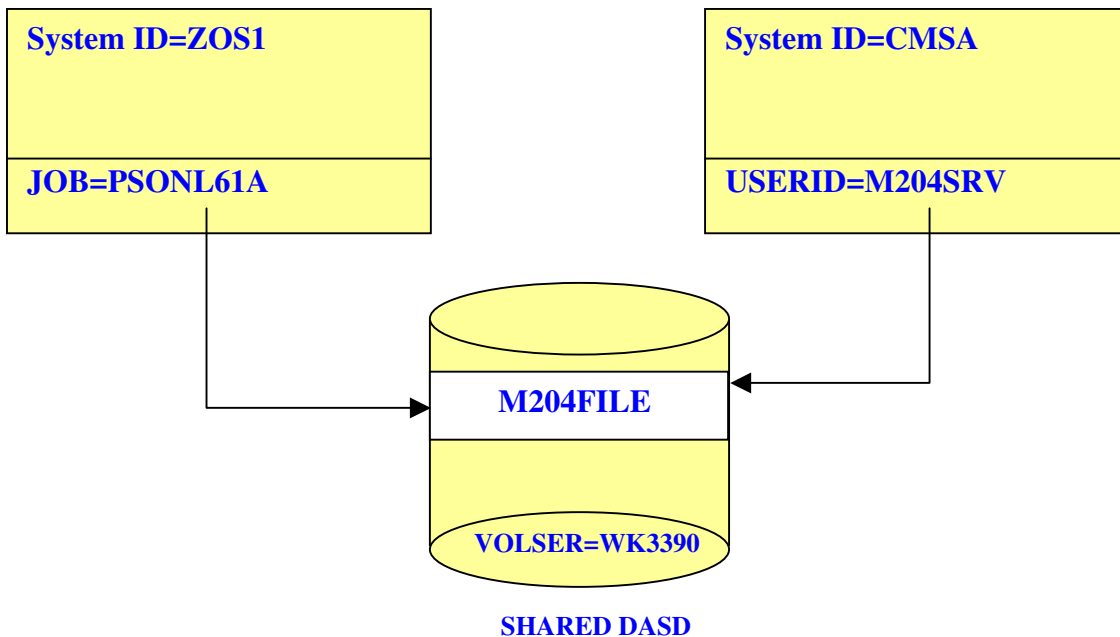 System ID=ZOS1
JOB=PSONL61A
System ID=CMSA
USERID=M204SRV
M204FILE
VOLSER=WK3390
SHARED DASD